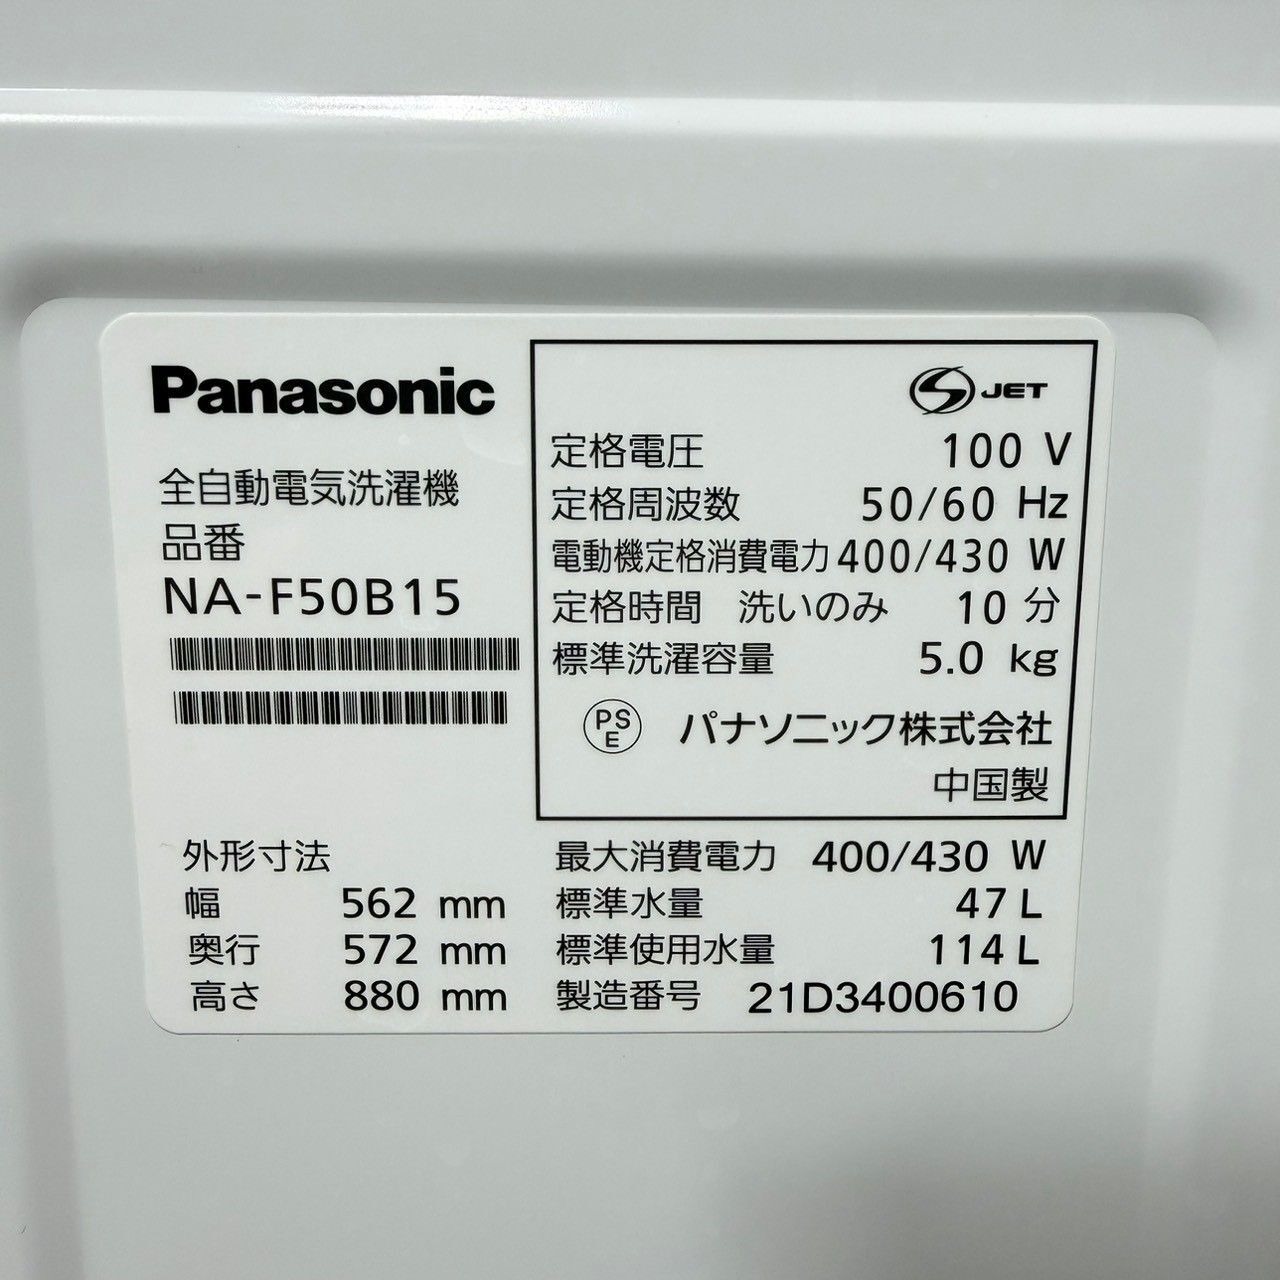 Panasonic
全自動電気洗濯機
品番
NA-F50B15
S JET
定格電圧 100 V
定格周波数 50/60 Hz
電動機定格消費電力 400/430 W
定格時間 洗いのみ 10 分
標準洗濯容量 5.0 kg
PSE パナソニック株式会社
中国製
外形寸法
幅 562 mm
奥行 572 mm
高さ 880 mm
最大消費電力 400/430 W
標準水量 47 L
標準使用水量 114 L
製造番号 21D3400610